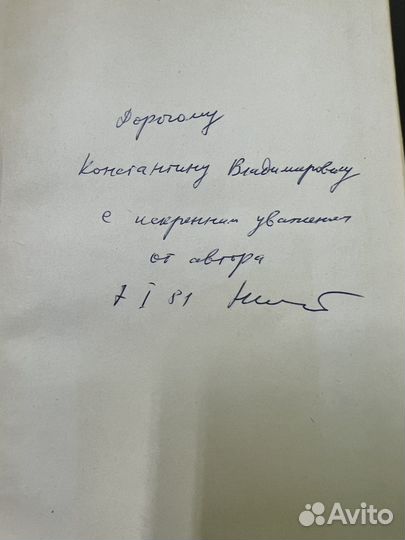 Дорогому
Константину Владимировичу
с искренним уважением
от автора
7 I 81
Avito